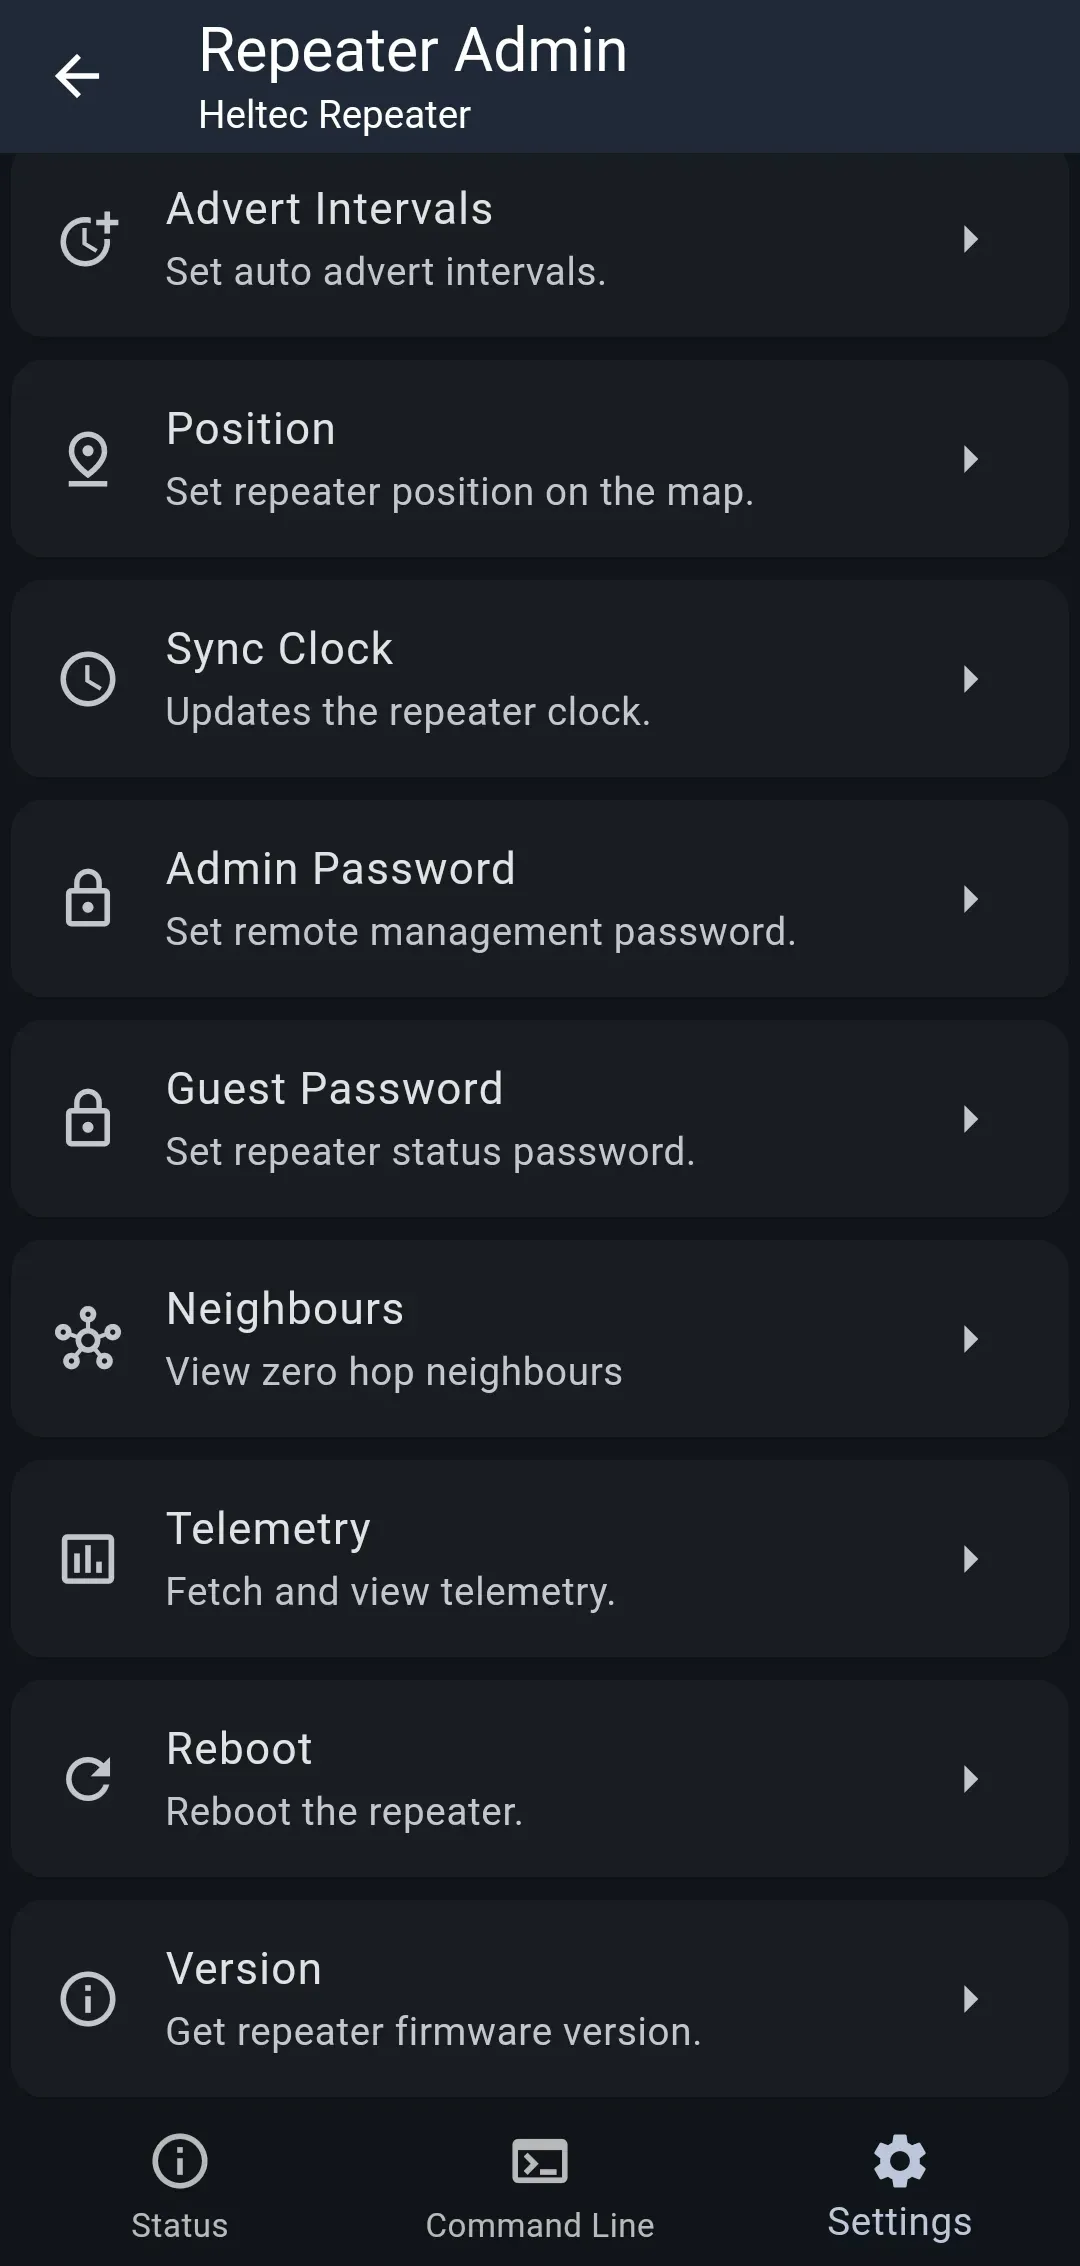 Repeater Admin
Heltec Repeater
Advert Intervals
Set auto advert intervals.
Position
Set repeater position on the map.
Sync Clock
Updates the repeater clock.
Admin Password
Set remote management password.
Guest Password
Set repeater status password.
Neighbours
View zero hop neighbours
Telemetry
Fetch and view telemetry.
Reboot
Reboot the repeater.
Version
Get repeater firmware version.
Status
Command Line
Settings